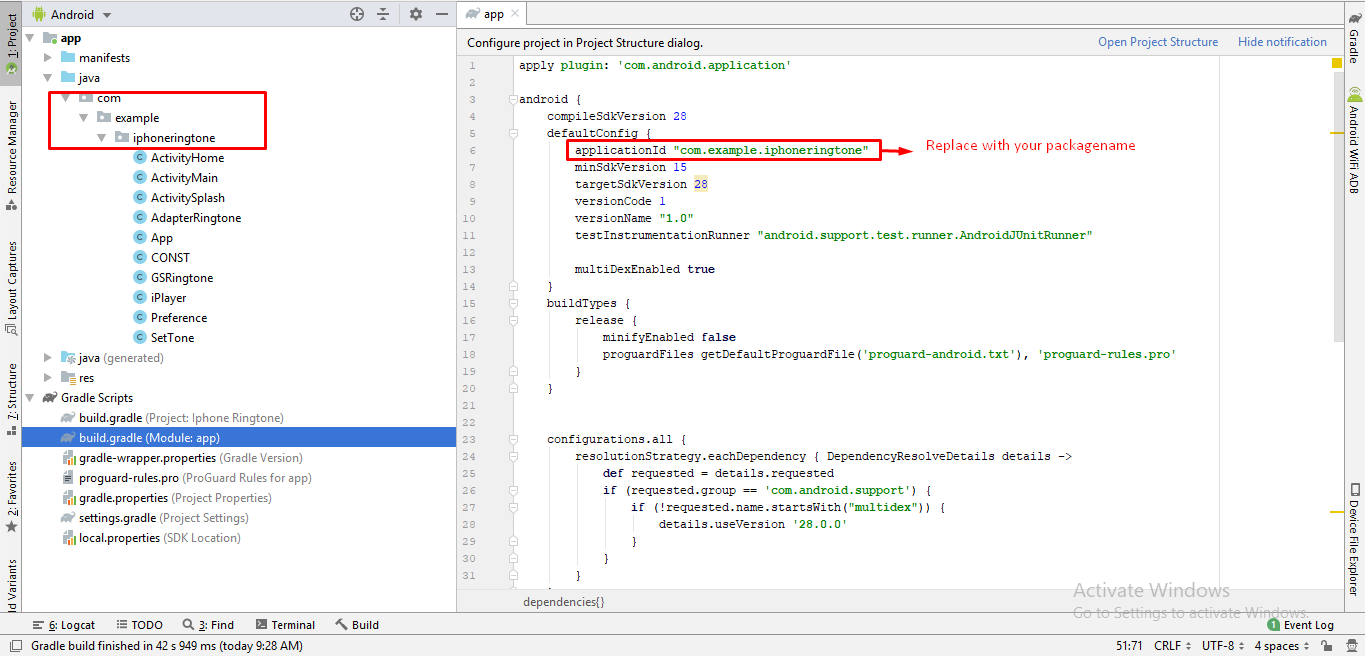 1: Project
Resource Manager
Layout Captures
7: Structure
2: Favorites
ld Variants
Android
app
manifests
java
com
example
iphoneringtone
ActivityHome
ActivityMain
ActivitySplash
AdapterRingtone
App
CONST
GSRingtone
iPlayer
Preference
SetTone
java (generated)
res
Gradle Scripts
build.gradle (Project: Iphone Ringtone)
build.gradle (Module: app)
gradle-wrapper.properties (Gradle Version)
proguard-rules.pro (ProGuard Rules for app)
gradle.properties (Project Properties)
settings.gradle (Project Settings)
local.properties (SDK Location)
app
Configure project in Project Structure dialog. Open Project Structure Hide notification
1 apply plugin: 'com.android.application'
2
3 android {
4 compileSdkVersion 28
5 defaultConfig {
6 applicationId "com.example.iphoneringtone" Replace with your packagename
7 minSdkVersion 15
8 targetSdkVersion 28
9 versionCode 1
10 versionName "1.0"
11 testInstrumentationRunner "android.support.test.runner.AndroidJUnitRunner"
12
13 multiDexEnabled true
14 }
15 buildTypes {
16 release {
17 minifyEnabled false
18 proguardFiles getDefaultProguardFile('proguard-android.txt'), 'proguard-rules.pro'
19 }
20 }
21
22
23 configurations.all {
24 resolutionStrategy.eachDependency { DependencyResolveDetails details ->
25 def requested = details.requested
26 if (requested.group == 'com.android.support') {
27 if (!requested.name.startsWith("multidex")) {
28 details.useVersion '28.0.0'
29 }
30 }
31 }
dependencies{}
Gradle
Android WiFi ADB
Device File Explorer
Activate Windows
Go to Settings to activate Windows.
6: Logcat TODO 3: Find Terminal Build 1 Event Log
Gradle build finished in 42 s 949 ms (today 9:28 AM) 51:71 CRLF UTF-8 4 spaces